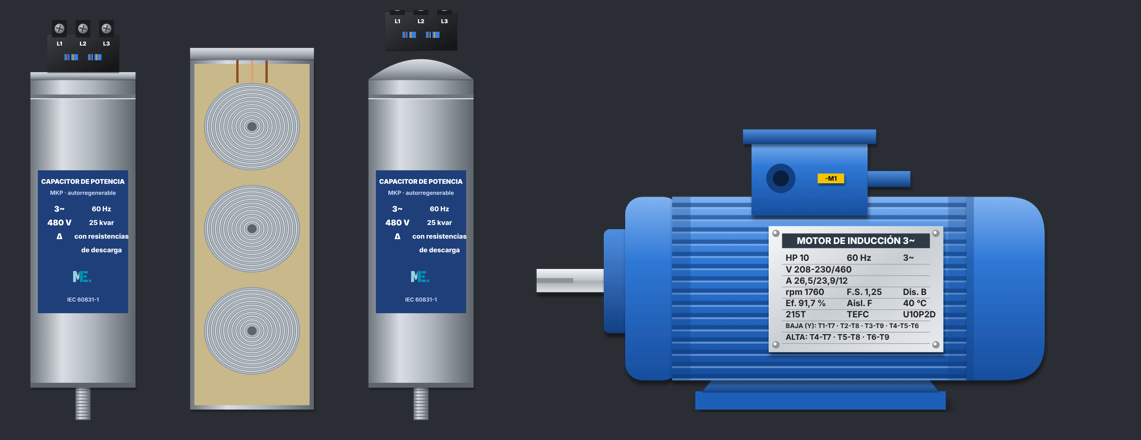 L1 L2 L3
CAPACITOR DE POTENCIA
MKP · autorregenerable
3~ 60 Hz
480 V 25 kvar
Δ con resistencias
de descarga
ME.
IEC 60831-1
L1 L2 L3
CAPACITOR DE POTENCIA
MKP · autorregenerable
3~ 60 Hz
480 V 25 kvar
Δ con resistencias
de descarga
ME.
IEC 60831-1
-M1
MOTOR DE INDUCCIÓN 3~
HP 10 60 Hz 3~
V 208-230/460
A 26,5/23,9/12
rpm 1760 F.S. 1,25 Dis. B
Ef. 91,7 % Aisl. F 40 °C
215T TEFC U10P2D
BAJA (Y): T1-T7 · T2-T8 · T3-T9 · T4-T5-T6
ALTA: T4-T7 · T5-T8 · T6-T9